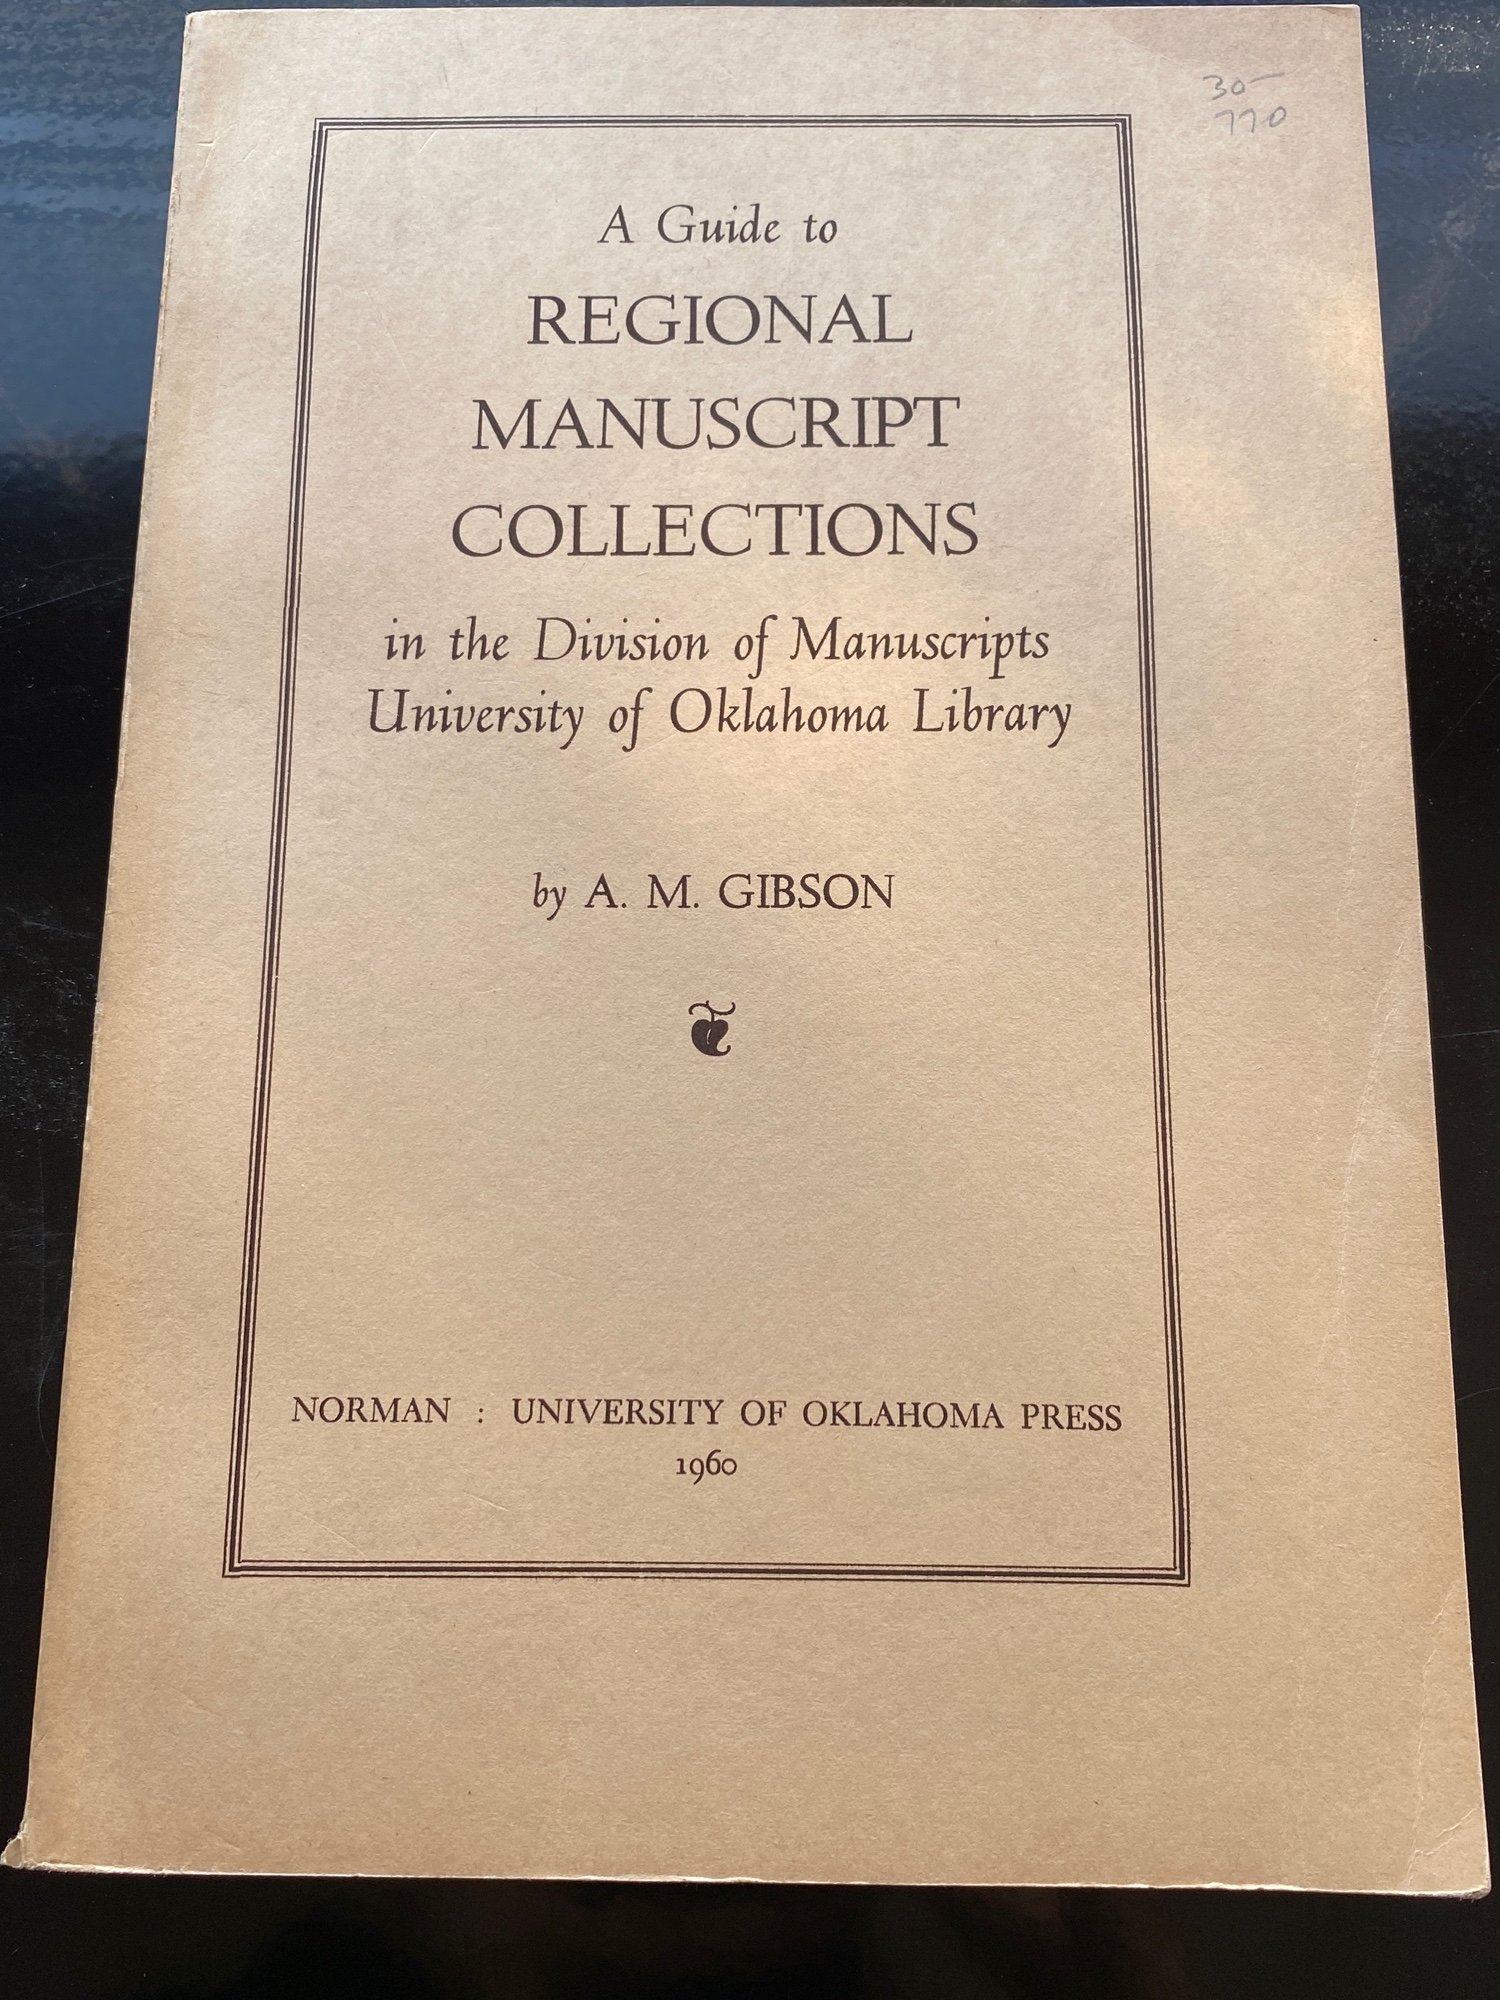 30-
770
A Guide to
REGIONAL
MANUSCRIPT
COLLECTIONS
in the Division of Manuscripts
University of Oklahoma Library
by A. M. GIBSON
NORMAN : UNIVERSITY OF OKLAHOMA PRESS
1960